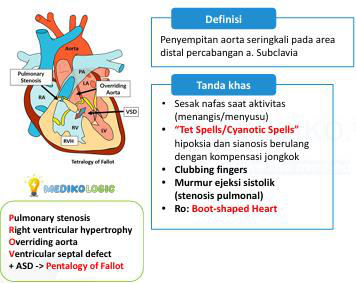 Definisi
Penyempitan aorta seringkali pada area
distal percabangan a. Subclavia
Tanda khas
• Sesak nafas saat aktivitas
(menangis/menyusu)
• “Tet Spells/Cyanotic Spells”
hipoksia dan sianosis berulang
dengan kompensasi jongkok
• Clubbing fingers
• Murmur ejeksi sistolik
(stenosis pulmonal)
• Ro: Boot-shaped Heart
Aorta
Pulmonary
Stenosis
PA
LA
Overriding
Aorta
RA
VSD
RV
LV
RVH
Tetralogy of Fallot
MEDIKOLOGIC
Pulmonary stenosis
Right ventricular hypertrophy
Overriding aorta
Ventricular septal defect
+ ASD -> Pentalogy of Fallot